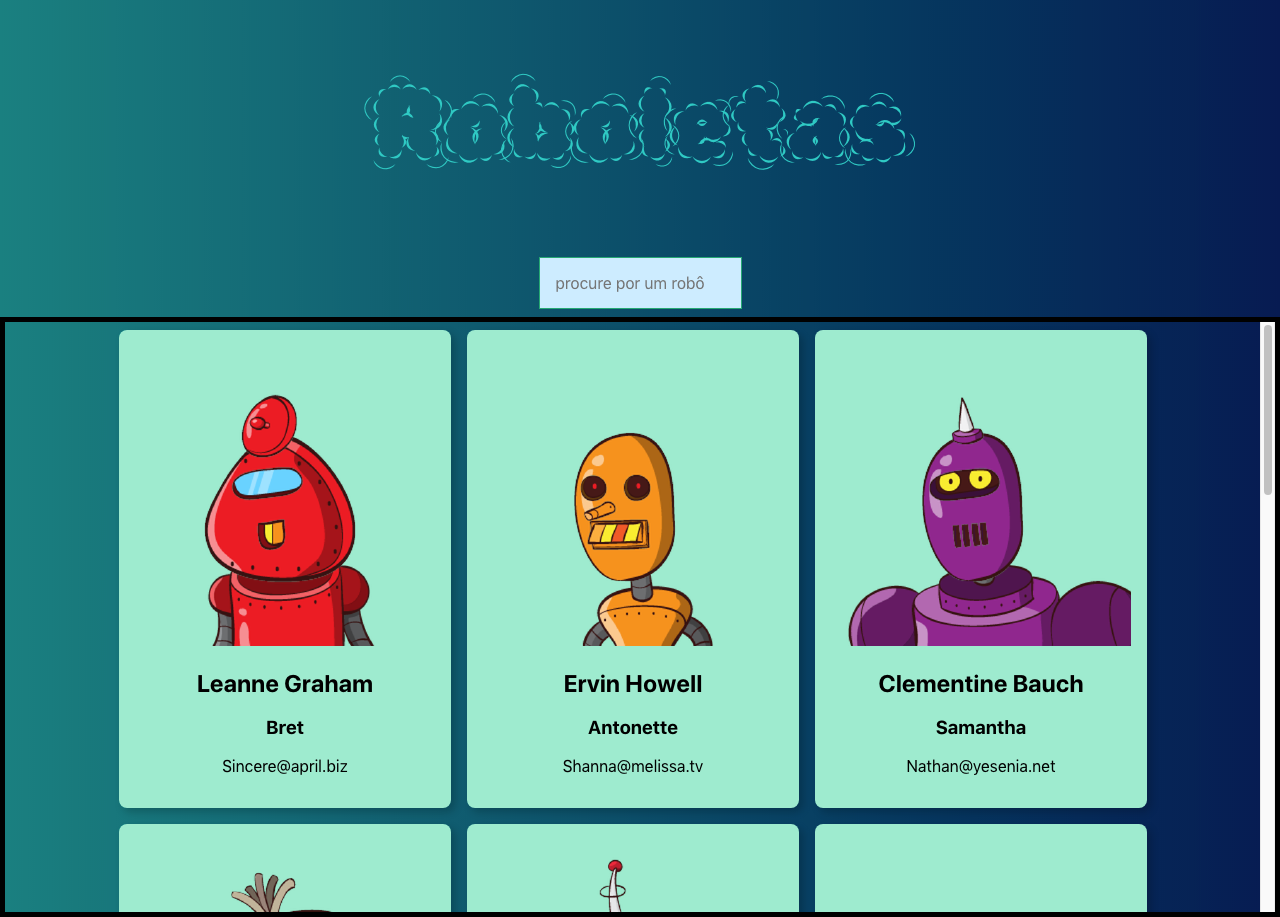 Roboletas
procure por um robô
Leanne Graham
Bret
Sincere@april.biz
Ervin Howell
Antonette
Shanna@melissa.tv
Clementine Bauch
Samantha
Nathan@yesenia.net